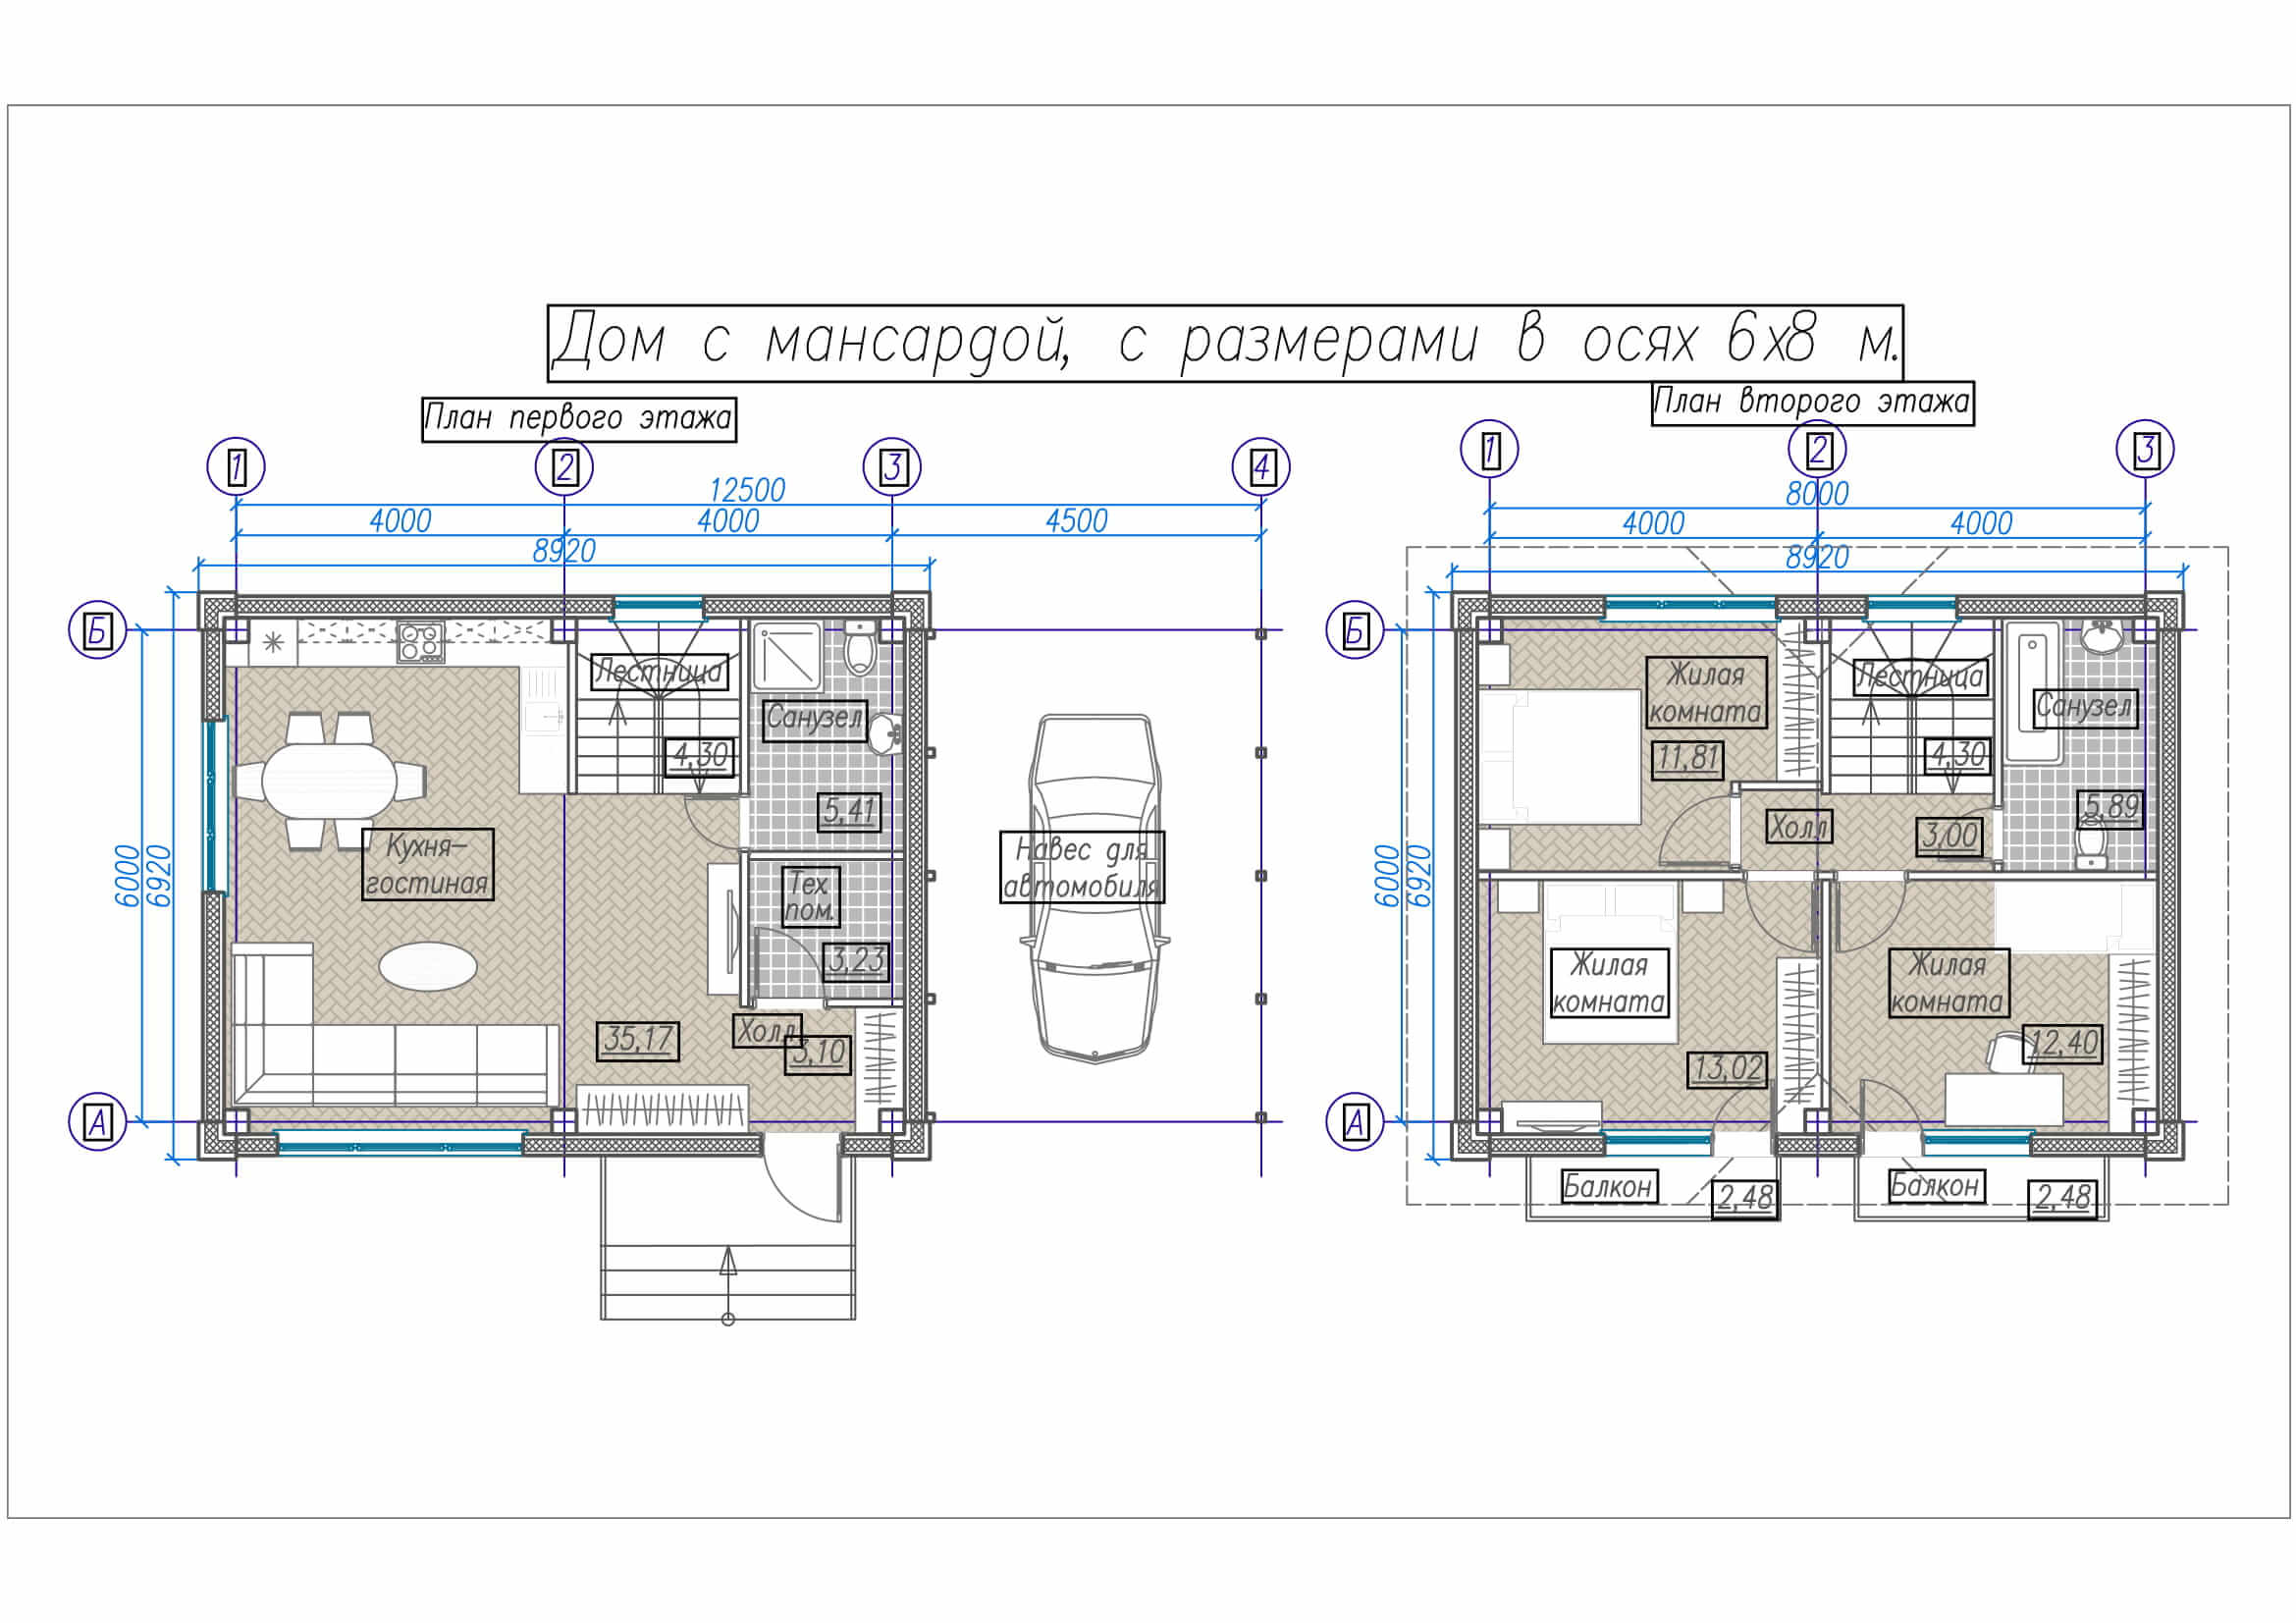 Дом с мансардой, с размерами в осях 6х8 м.
План первого этажа
1
2
3
4
12500
4000
4000
4500
8920
Б
А
6000
6920
Лестница
4,30
Санузел
5,41
Кухня-
гостиная
35,17
Тех
пом.
3,23
Холл
3,10
Навес для
автомобиля
План второго этажа
1
2
3
8000
4000
4000
8920
Б
А
6000
6920
Жилая
комната
11,81
Лестница
4,30
Санузел
5,89
Холл
3,00
Жилая
комната
13,02
Жилая
комната
12,40
Балкон
2,48
Балкон
2,48